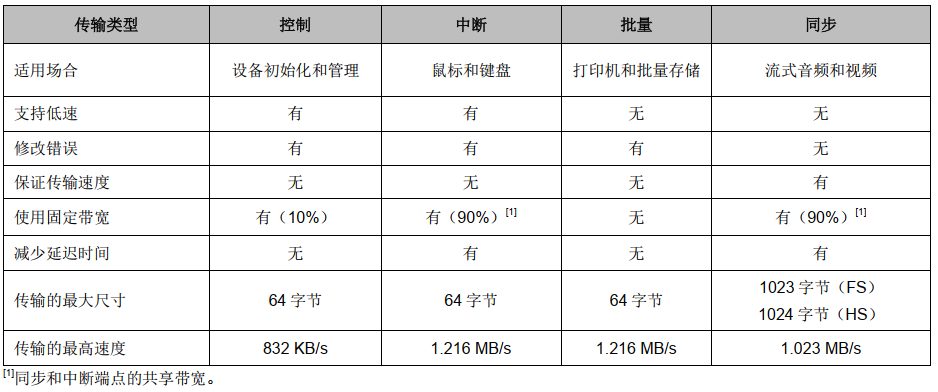 传输类型 控制 中断 批量 同步
适用场合 设备初始化和管理 鼠标和键盘 打印机和批量存储 流式音频和视频
支持低速 有 有 无 无
修改错误 有 有 有 无
保证传输速度 无 无 无 有
使用固定带宽 有（10%） 有（90%）[1] 无 有（90%）[1]
减少延迟时间 无 有 无 有
传输的最大尺寸 64 字节 64 字节 64 字节 1023 字节（FS）
1024 字节（HS）
传输的最高速度 832 KB/s 1.216 MB/s 1.216 MB/s 1.023 MB/s
[1]同步和中断端点的共享带宽。